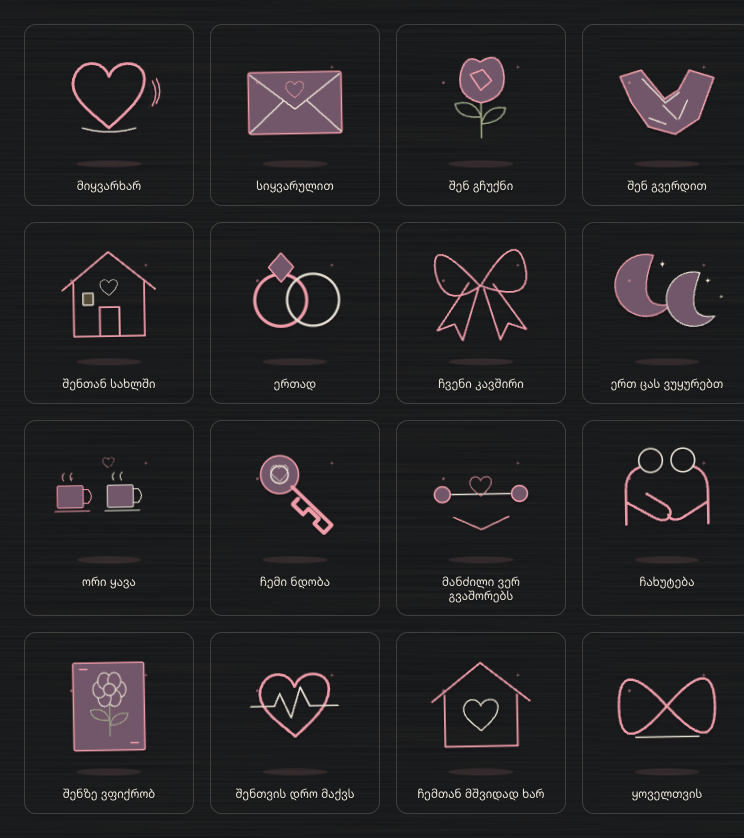 მიყვარხარ
სიყვარულით
შენ გჩუქნი
შენ გვერდით
შენთან სახლში
ერთად
ჩვენი კავშირი
ერთ ცას ვუყურებთ
ორი ყავა
ჩემი ნდობა
მანძილი ვერ
გვაშორებს
ჩახუტება
შენზე ვფიქრობ
შენთვის დრო მაქვს
ჩემთან მშვიდად ხარ
ყოველთვის